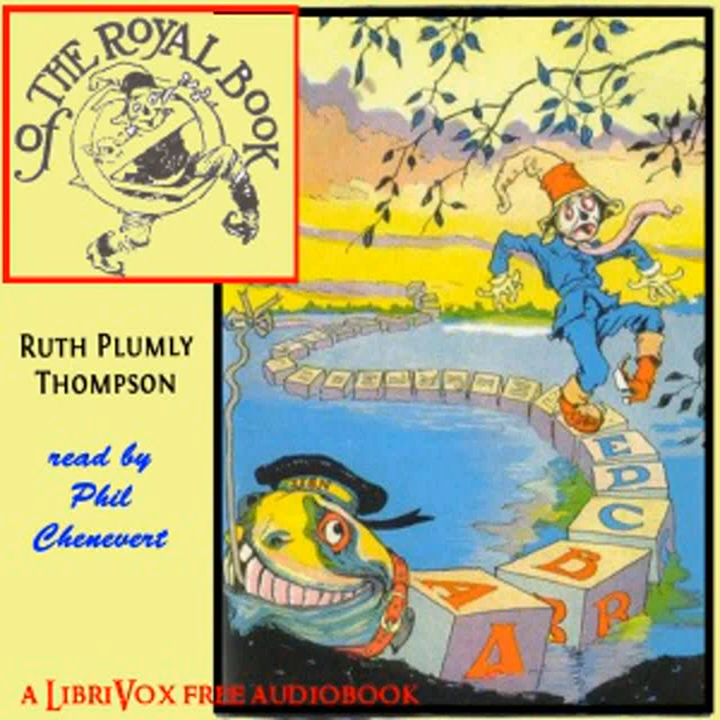 THE ROYAL BOOK
Of
RUTH PLUMLY
THOMPSON
read by
Phil
Chenevert
E
D
C
B
B B
A
A
A LIBRIVOX FREE AUDIOBOOK